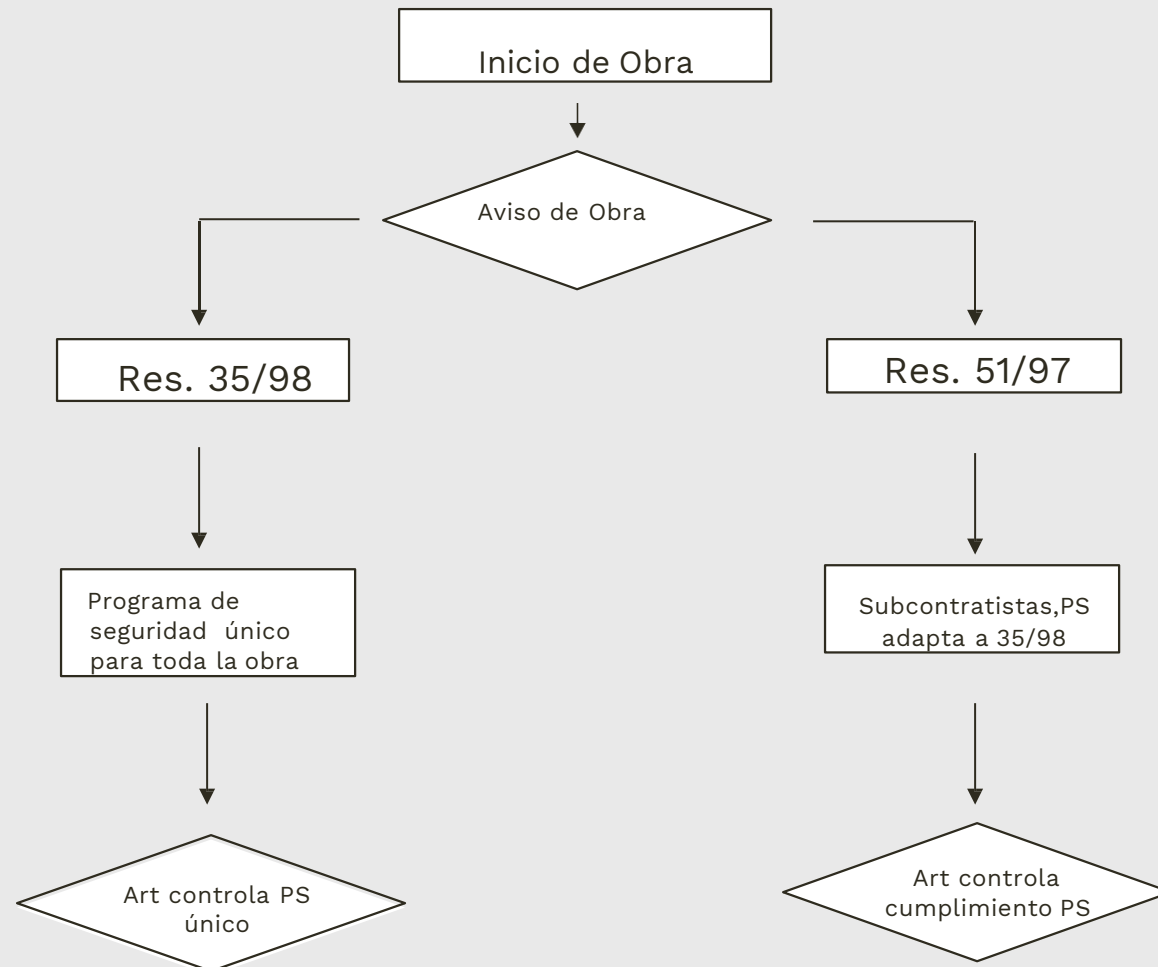 Inicio de Obra
Aviso de Obra
Res. 35/98
Res. 51/97
Programa de
seguridad único
para toda la obra
Subcontratistas,PS
adapta a 35/98
Art controla PS
único
Art controla
cumplimiento PS